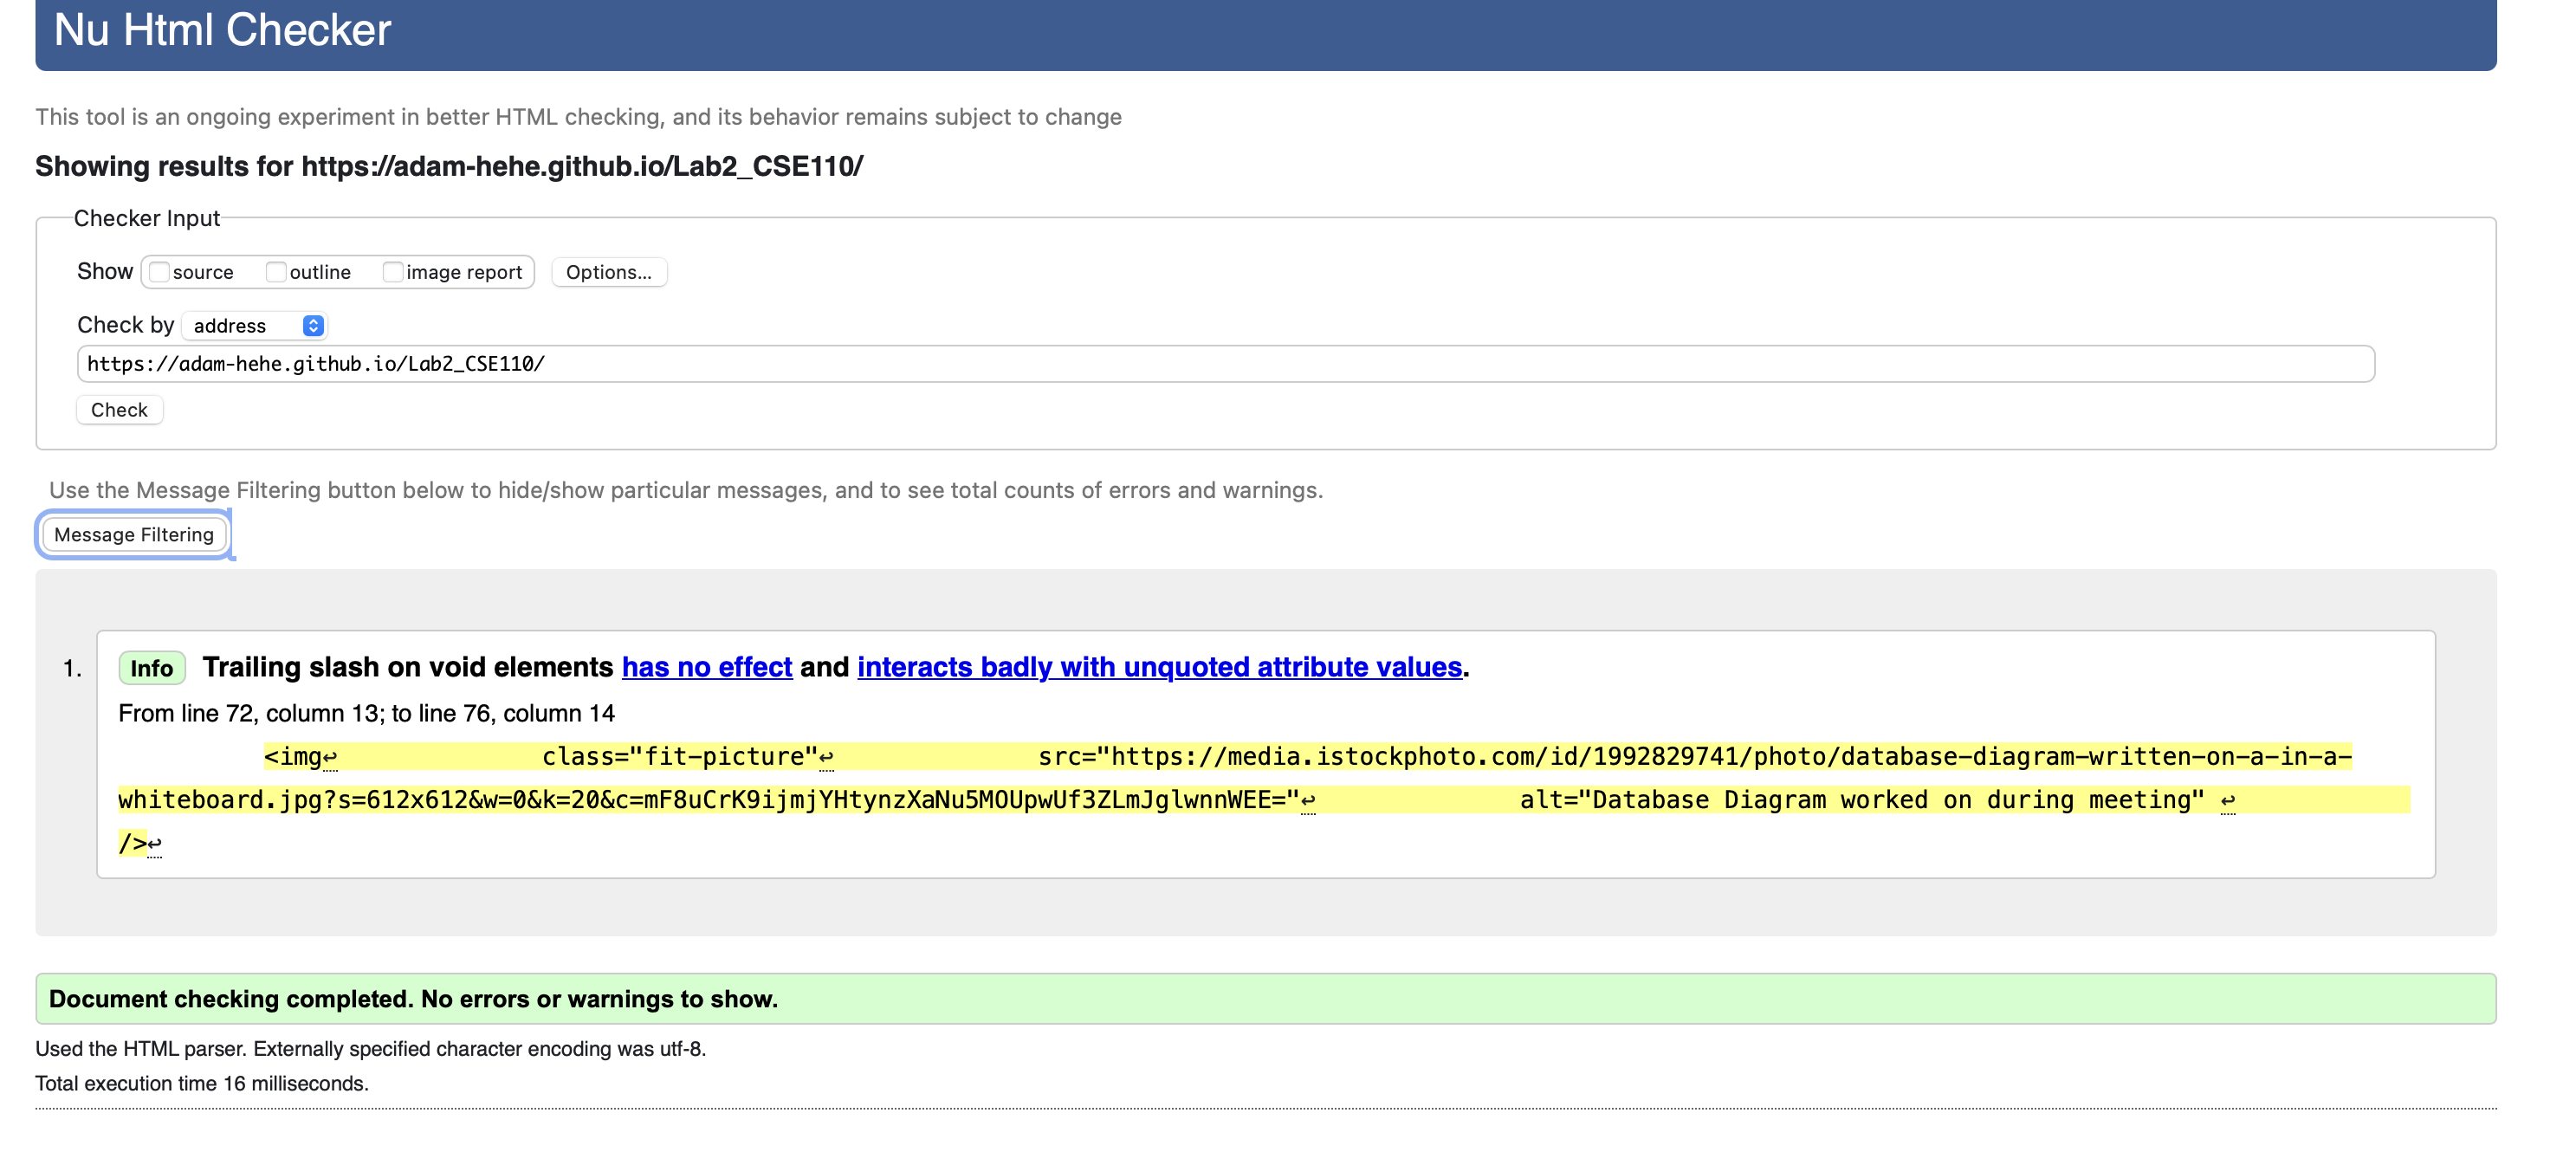 Nu Html Checker
This tool is an ongoing experiment in better HTML checking, and its behavior remains subject to change
Showing results for https://adam-hehe.github.io/Lab2_CSE110/
Checker Input
Show source outline image report Options...
Check by address
https://adam-hehe.github.io/Lab2_CSE110/
Check
Use the Message Filtering button below to hide/show particular messages, and to see total counts of errors and warnings.
Message Filtering
1. Info Trailing slash on void elements has no effect and interacts badly with unquoted attribute values.
From line 72, column 13; to line 76, column 14
<img↩ class="fit-picture"↩ src="https://media.istockphoto.com/id/1992829741/photo/database-diagram-written-on-a-in-a-
whiteboard.jpg?s=612x612&w=0&k=20&c=mF8uCrK9ijmjYHtynzXaNu5MOUpwUf3ZLmJglwnnWEE="↩ alt="Database Diagram worked on during meeting" ↩
/>↩
Document checking completed. No errors or warnings to show.
Used the HTML parser. Externally specified character encoding was utf-8.
Total execution time 16 milliseconds.